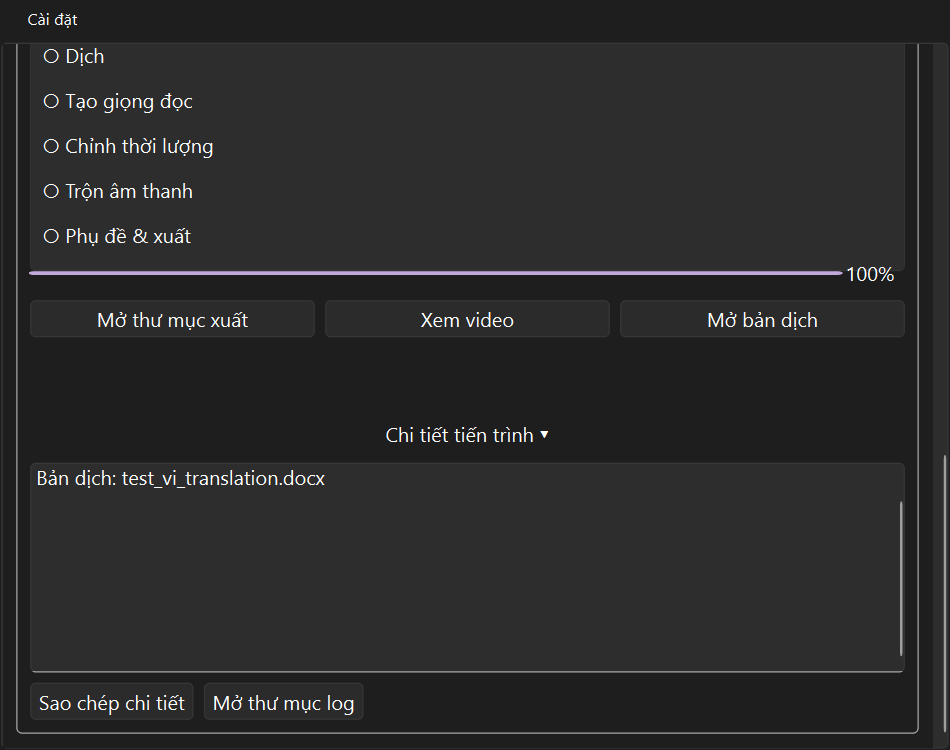 Cài đặt
Dịch
Tạo giọng đọc
Chỉnh thời lượng
Trộn âm thanh
Phụ đề & xuất
100%
Mở thư mục xuất
Xem video
Mở bản dịch
Chi tiết tiến trình
Bản dịch: test_vi_translation.docx
Sao chép chi tiết
Mở thư mục log